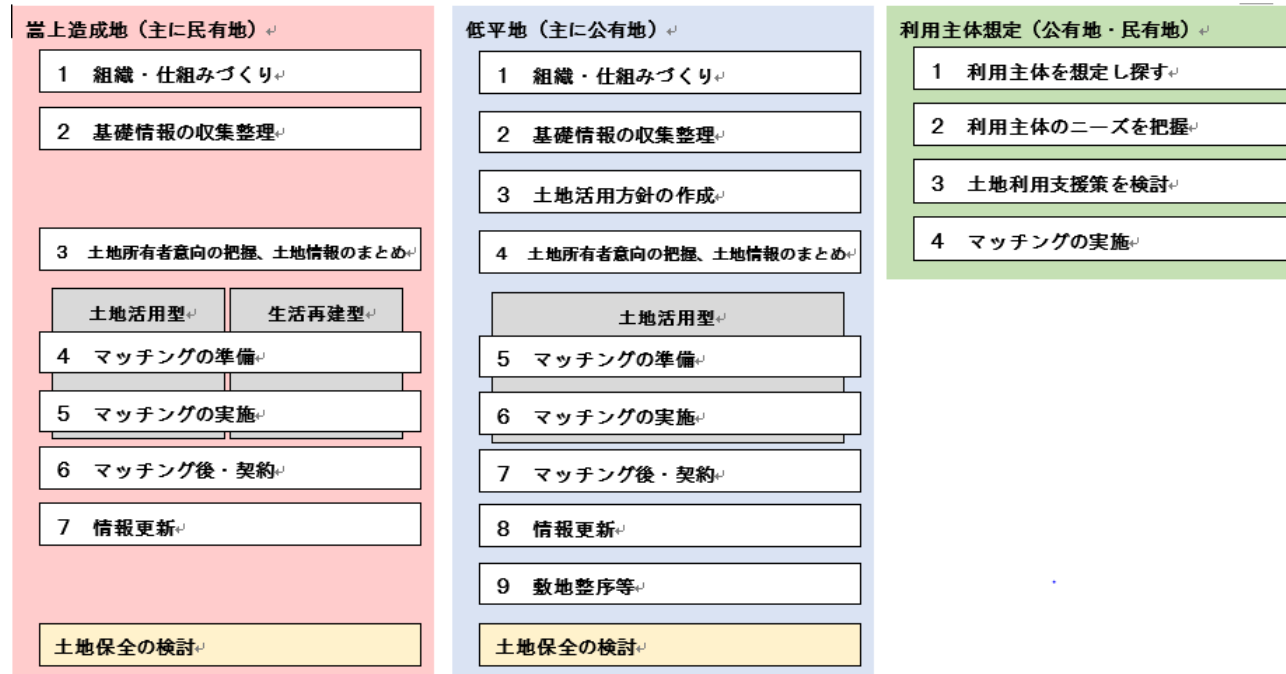 嵩上造成地（主に民有地）
1　組織・仕組みづくり
2　基礎情報の収集整理
3　土地所有者意向の把握、土地情報のまとめ
土地活用型　生活再建型
4　マッチングの準備
5　マッチングの実施
6　マッチング後・契約
7　情報更新
土地保全の検討
低平地（主に公有地）
1　組織・仕組みづくり
2　基礎情報の収集整理
3　土地活用方針の作成
4　土地所有者意向の把握、土地情報のまとめ
土地活用型
5　マッチングの準備
6　マッチングの実施
7　マッチング後・契約
8　情報更新
9　敷地整序等
土地保全の検討
利用主体想定（公有地・民有地）
1　利用主体を想定し探す
2　利用主体のニーズを把握
3　土地利用支援策を検討
4　マッチングの実施